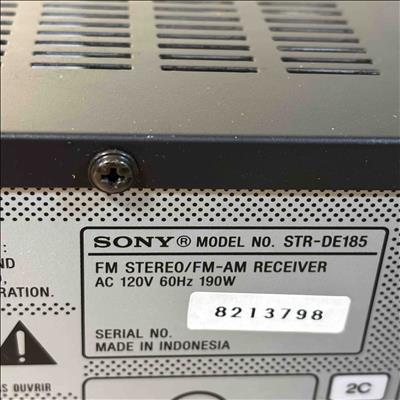 :
ND
,
RATION.
SONY® MODEL NO. STR-DE185
FM STEREO/FM-AM RECEIVER
AC 120V 60Hz 190W
8213798
SERIAL NO.
MADE IN INDONESIA
!
S OUVRIR
2C